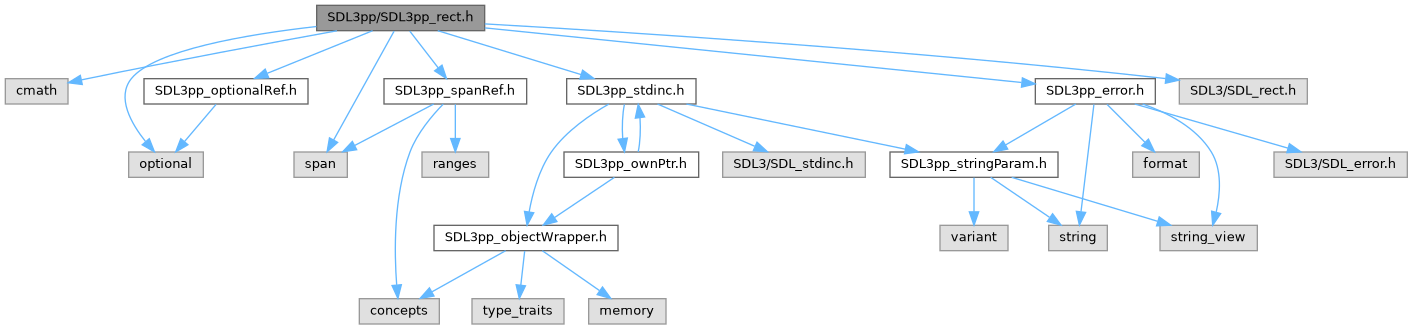 SDL3pp/SDL3pp_rect.h
cmath
SDL3pp_optionalRef.h
SDL3pp_spanRef.h
SDL3pp_stdinc.h
SDL3pp_error.h
SDL3/SDL_rect.h
optional
span
ranges
SDL3pp_ownPtr.h
SDL3/SDL_stdinc.h
SDL3pp_stringParam.h
format
SDL3/SDL_error.h
SDL3pp_objectWrapper.h
variant
string
string_view
concepts
type_traits
memory